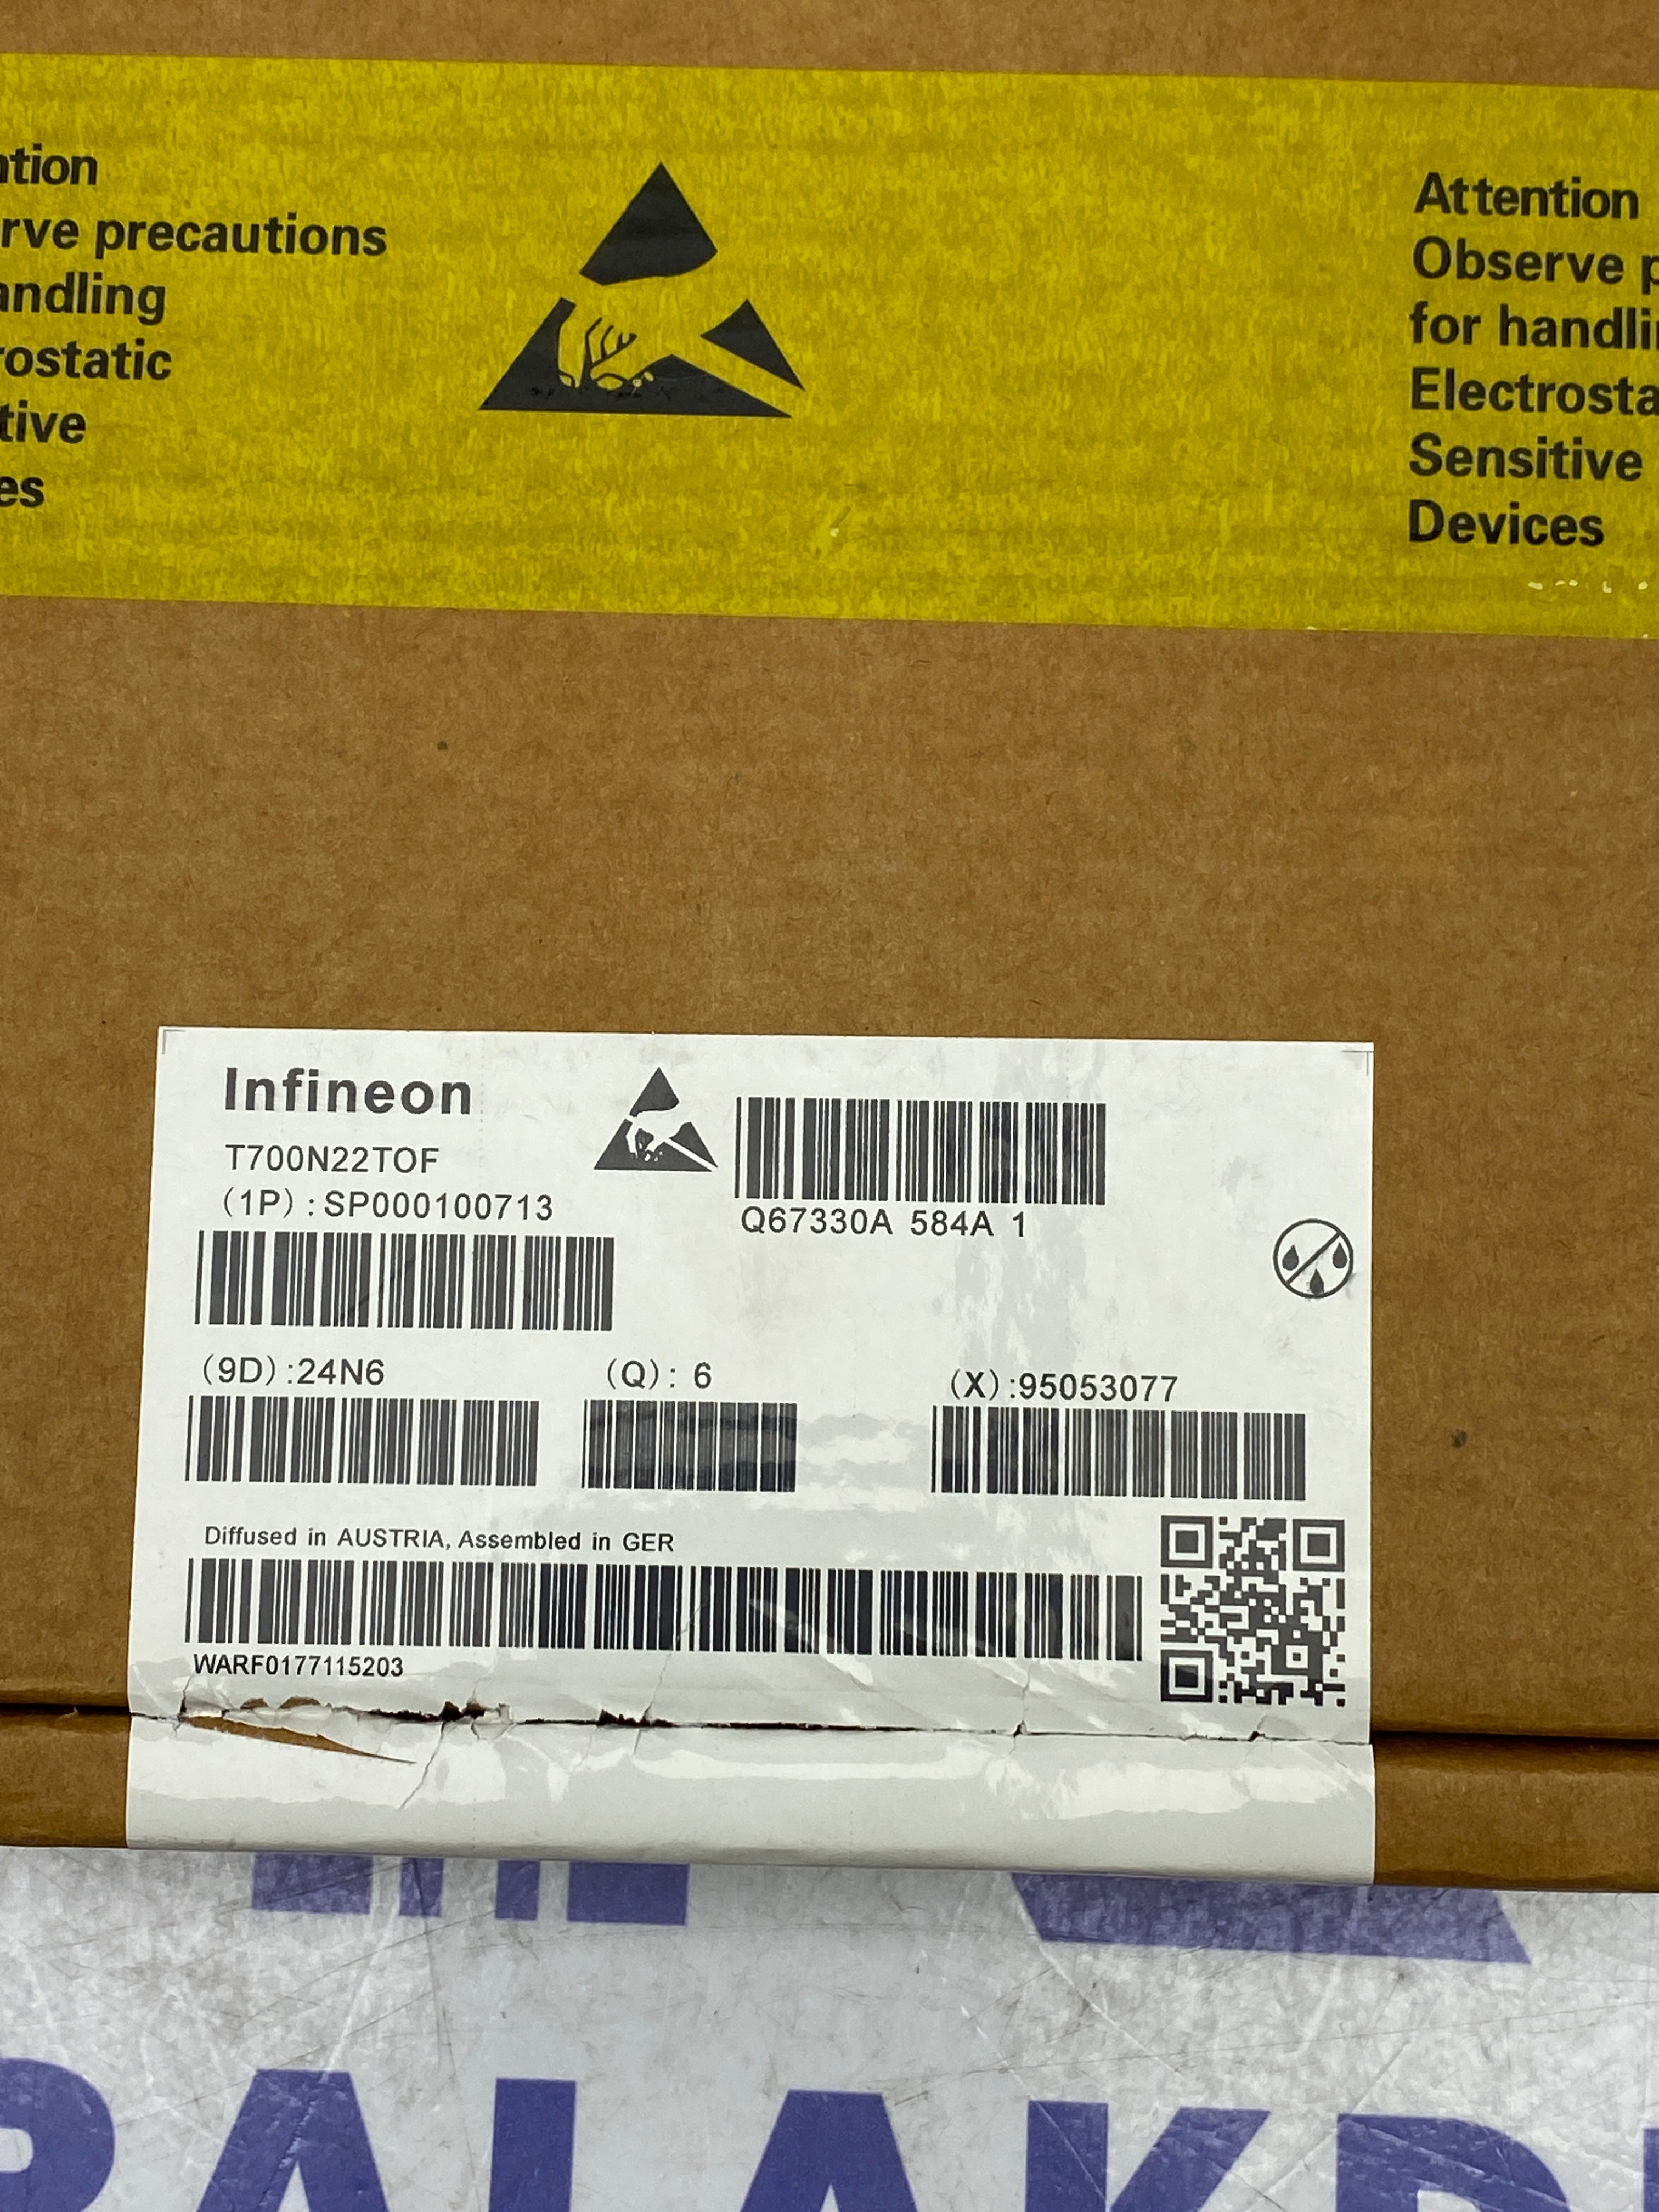 ntion
rve precautions
andling
rostatic
tive
es
Attention
Observe p
for handli
Electrosta
Sensitive
Devices
Infineon
T700N22TOF
(1P):SP000100713
Q67330A 584A 1
(9D):24N6
(Q): 6
(X):95053077
Diffused in AUSTRIA, Assembled in GER
WARF0177115203